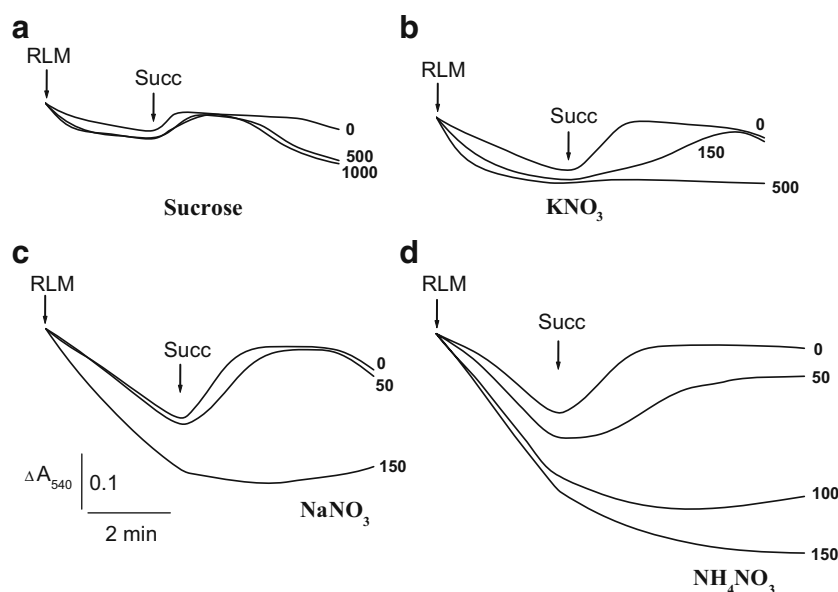 a
RLM
Succ
0
500
1000
Sucrose
b
RLM
Succ
0
150
500
KNO₃
c
RLM
Succ
0
50
150
ΔA₅₄₀
0.1
2 min
NaNO₃
d
RLM
Succ
0
50
100
150
NH₄NO₃